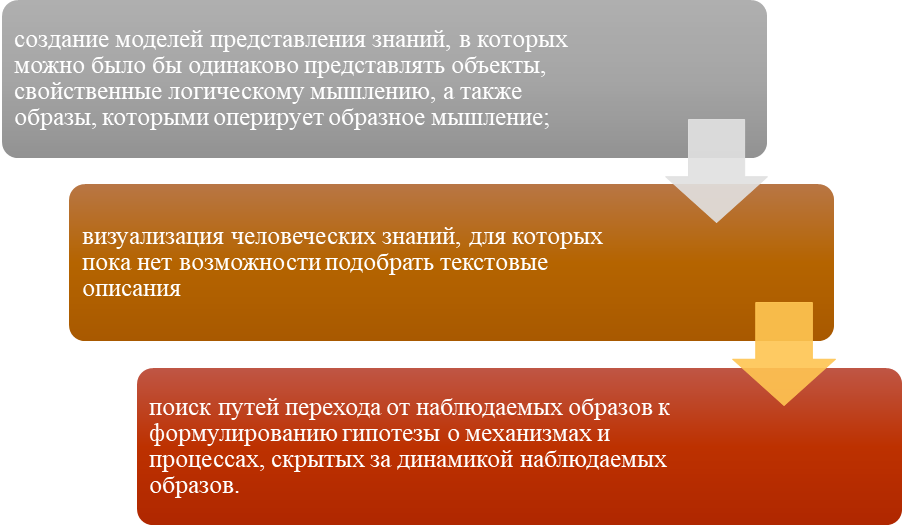 создание моделей представления знаний, в которых
можно было бы одинаково представлять объекты,
свойственные логическому мышлению, а также
образы, которыми оперирует образное мышление;
визуализация человеческих знаний, для которых
пока нет возможности подобрать текстовые
описания
поиск путей перехода от наблюдаемых образов к
формулированию гипотезы о механизмах и
процессах, скрытых за динамикой наблюдаемых
образов.